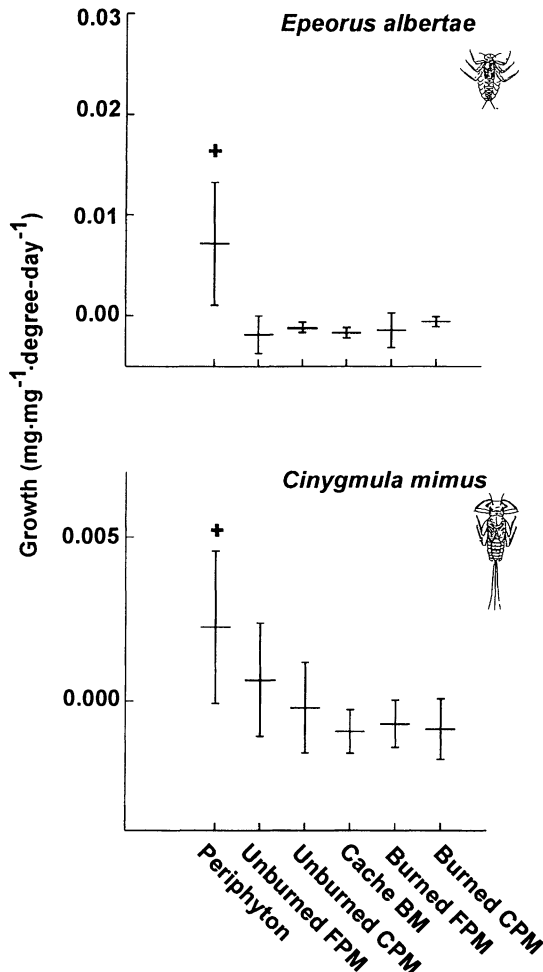 Epeorus albertae
0.03
0.02
+
0.01
0.00
Growth (mg·mg⁻¹·degree-day⁻¹)
Cinygmula mimus
0.005
+
0.000
Periphyton
Unburned FPM
Unburned CPM
Cache BM
Burned FPM
Burned CPM